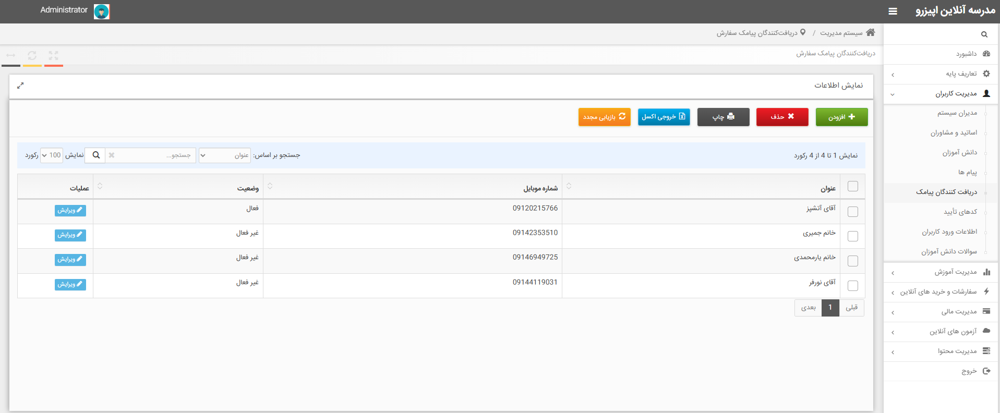 مدرسه آنلاین اپیزرو
Administrator
سیستم مدیریت / دریافت‌کنندگان پیامک سفارش
دریافت‌کنندگان پیامک سفارش
داشبورد
تعاریف پایه
مدیریت کاربران
مدیران سیستم
اساتید و مشاوران
دانش آموزان
پیام ها
دریافت کنندگان پیامک
کدهای تأیید
اطلاعات ورود کاربران
سوالات دانش آموزان
مدیریت آموزش
سفارشات و خرید های آنلاین
مدیریت مالی
آزمون های آنلاین
مدیریت محتوا
خروج
نمایش اطلاعات
افزودن حذف چاپ خروجی اکسل بازیابی مجدد
نمایش 1 تا 4 از 4 رکورد جستجو بر اساس: عنوان جستجو... نمایش 100 رکورد
عنوان شماره موبایل وضعیت عملیات
آقای آتشپز 09120215766 فعال ویرایش
خانم جمیری 09142353510 غیر فعال ویرایش
خانم یارمحمدی 09146949725 غیر فعال ویرایش
آقای نورفر 09144119031 غیر فعال ویرایش
قبلی 1 بعدی